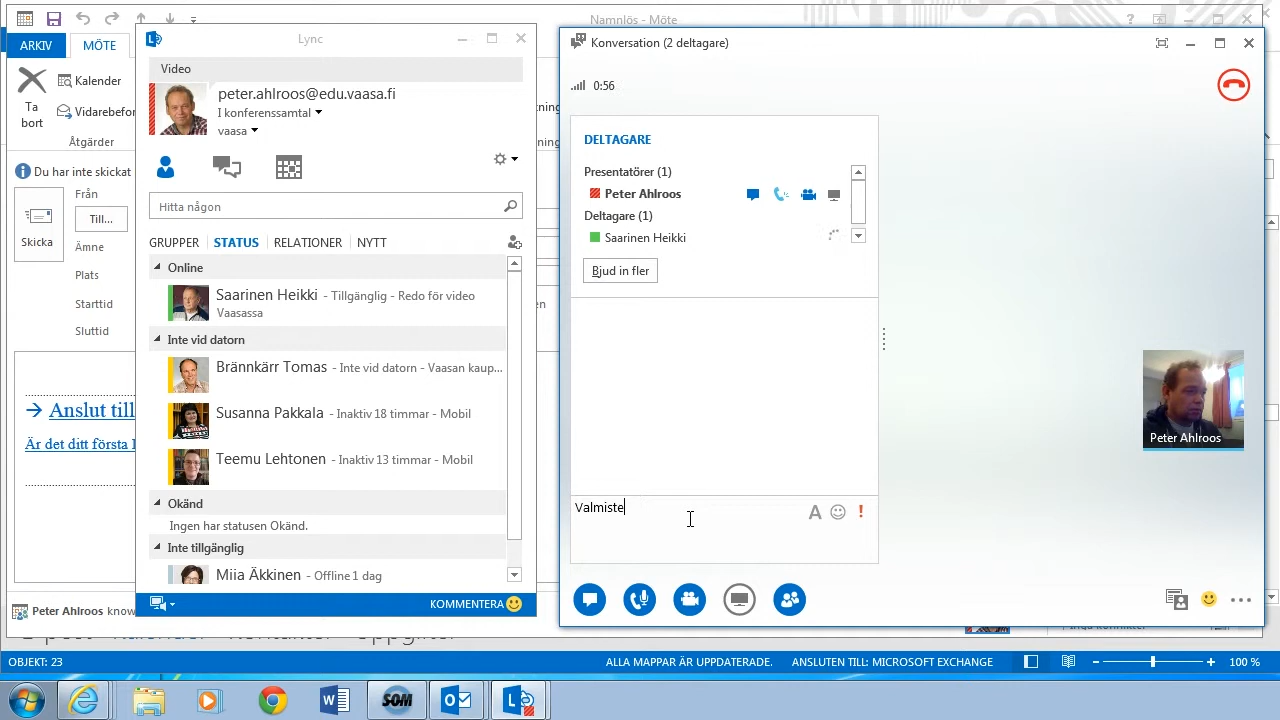 Namnlös - Möte
ARKIV
MÖTE
Ta
bort
Kalender
Vidarebefor
Åtgärder
Du har inte skickat
Skicka
Från
Till...
Ämne
Plats
Starttid
Sluttid
Anslut till
Är det ditt första
Peter Ahlroos
Lync
Video
peter.ahlroos@edu.vaasa.fi
I konferenssamtal
vaasa
Hitta någon
GRUPPER STATUS RELATIONER NYTT
Online
Saarinen Heikki - Tillgänglig - Redo för video
Vaasassa
Inte vid datorn
Brännkärr Tomas - Inte vid datorn - Vaasan kaup...
Susanna Pakkala - Inaktiv 18 timmar - Mobil
Teemu Lehtonen - Inaktiv 13 timmar - Mobil
Okänd
Ingen har statusen Okänd.
Inte tillgänglig
Miia Äkkinen - Offline 1 dag
KOMMENTERA
Konversation (2 deltagare)
0:56
DELTAGARE
Presentatörer (1)
Peter Ahlroos
Deltagare (1)
Saarinen Heikki
Bjud in fler
Valmiste
Peter Ahlroos
OBJEKT: 23
ALLA MAPPAR ÄR UPPDATERADE.
ANSLUTEN TILL: MICROSOFT EXCHANGE
100 %
SOM